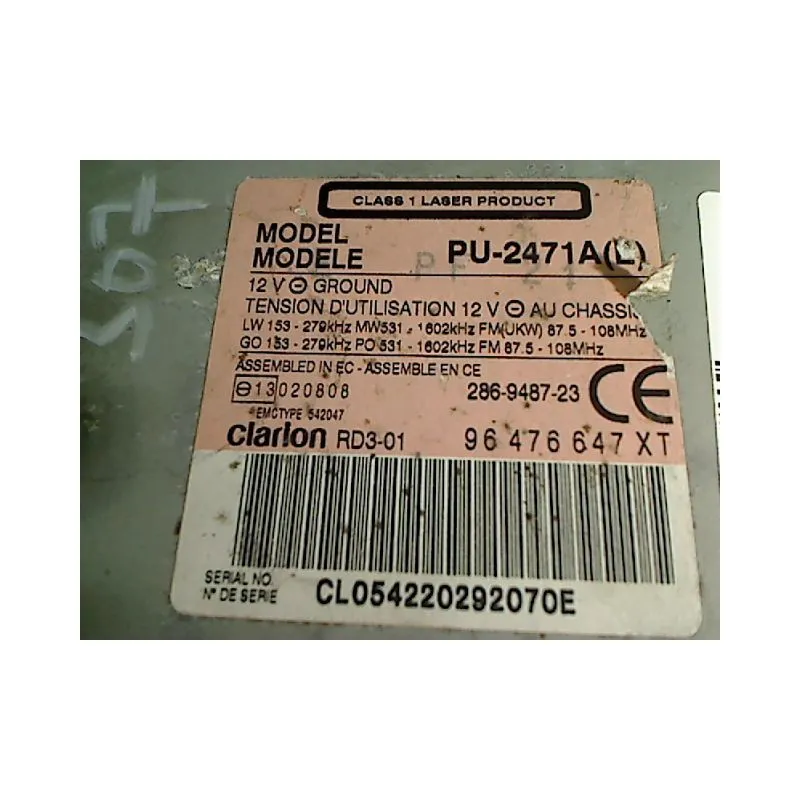 CLASS 1 LASER PRODUCT
MODEL
MODELE PU-2471A(L)
12 V ⊖ GROUND
TENSION D'UTILISATION 12 V ⊖ AU CHASSIS
LW 153 - 279kHz MW531 - 1602kHz FM(UKW) 87.5 - 108MHz
GO 153 - 279kHz PO 531 - 1602kHz FM 87.5 - 108MHz
ASSEMBLED IN EC - ASSEMBLE EN CE
⊖13 020808 286-9487-23 CE
EMCTYPE 542047
clarion RD3-01 96 476 647 XT
SERIAL NO.
N° DE SERIE CL054220292070E